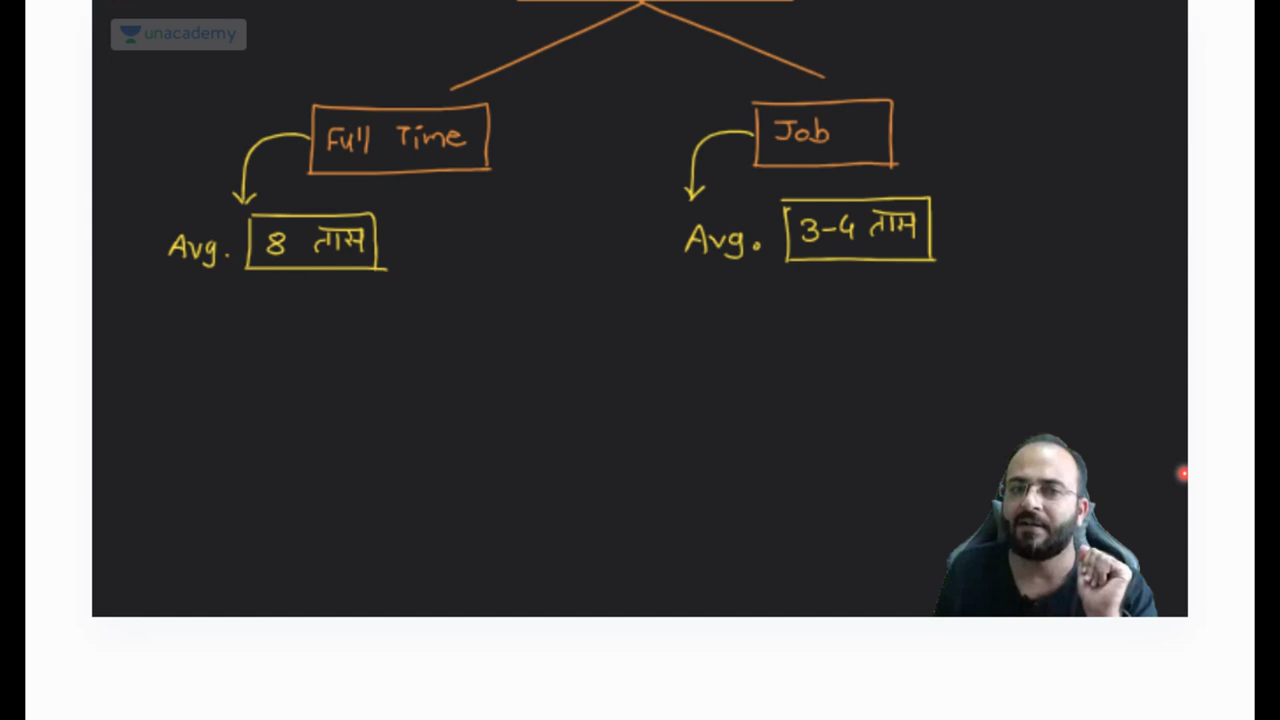 unacademy
Full Time
Job
Avg. 8 तास
Avg. 3-4 तास